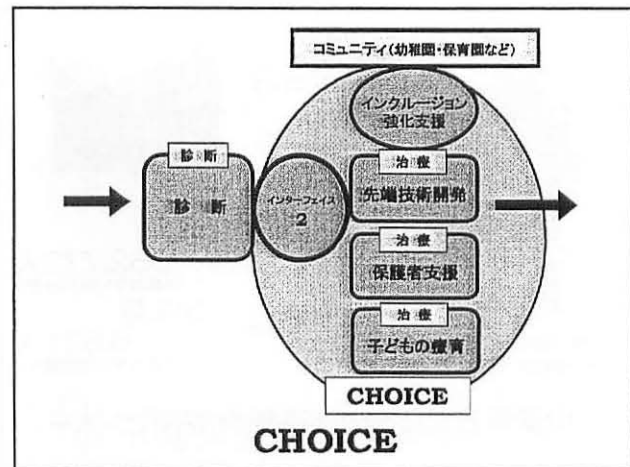 コミュニティ(幼稚園・保育園など)
インクルージョン
強化支援
診 断
診 断
インターフェイス
2
治 療
先端技術開発
治 療
保護者支援
治 療
子どもの療育
CHOICE
CHOICE